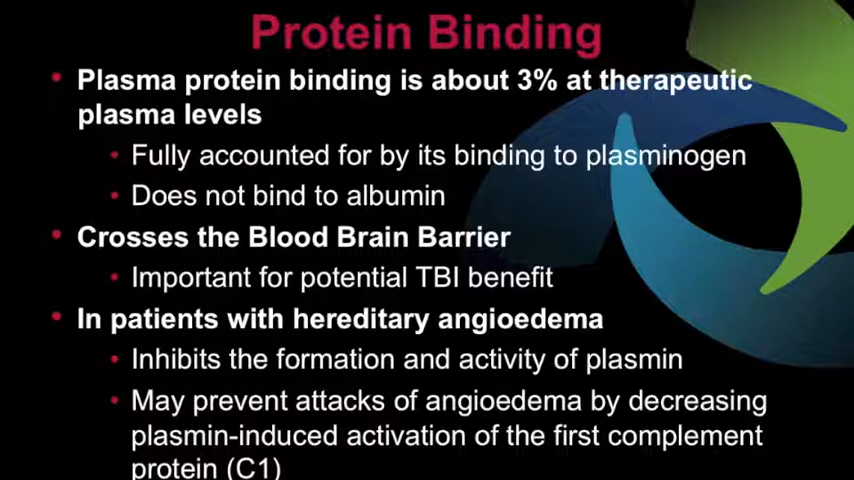 Protein Binding
• Plasma protein binding is about 3% at therapeutic
plasma levels
• Fully accounted for by its binding to plasminogen
• Does not bind to albumin
• Crosses the Blood Brain Barrier
• Important for potential TBI benefit
• In patients with hereditary angioedema
• Inhibits the formation and activity of plasmin
• May prevent attacks of angioedema by decreasing
plasmin-induced activation of the first complement
protein (C1)